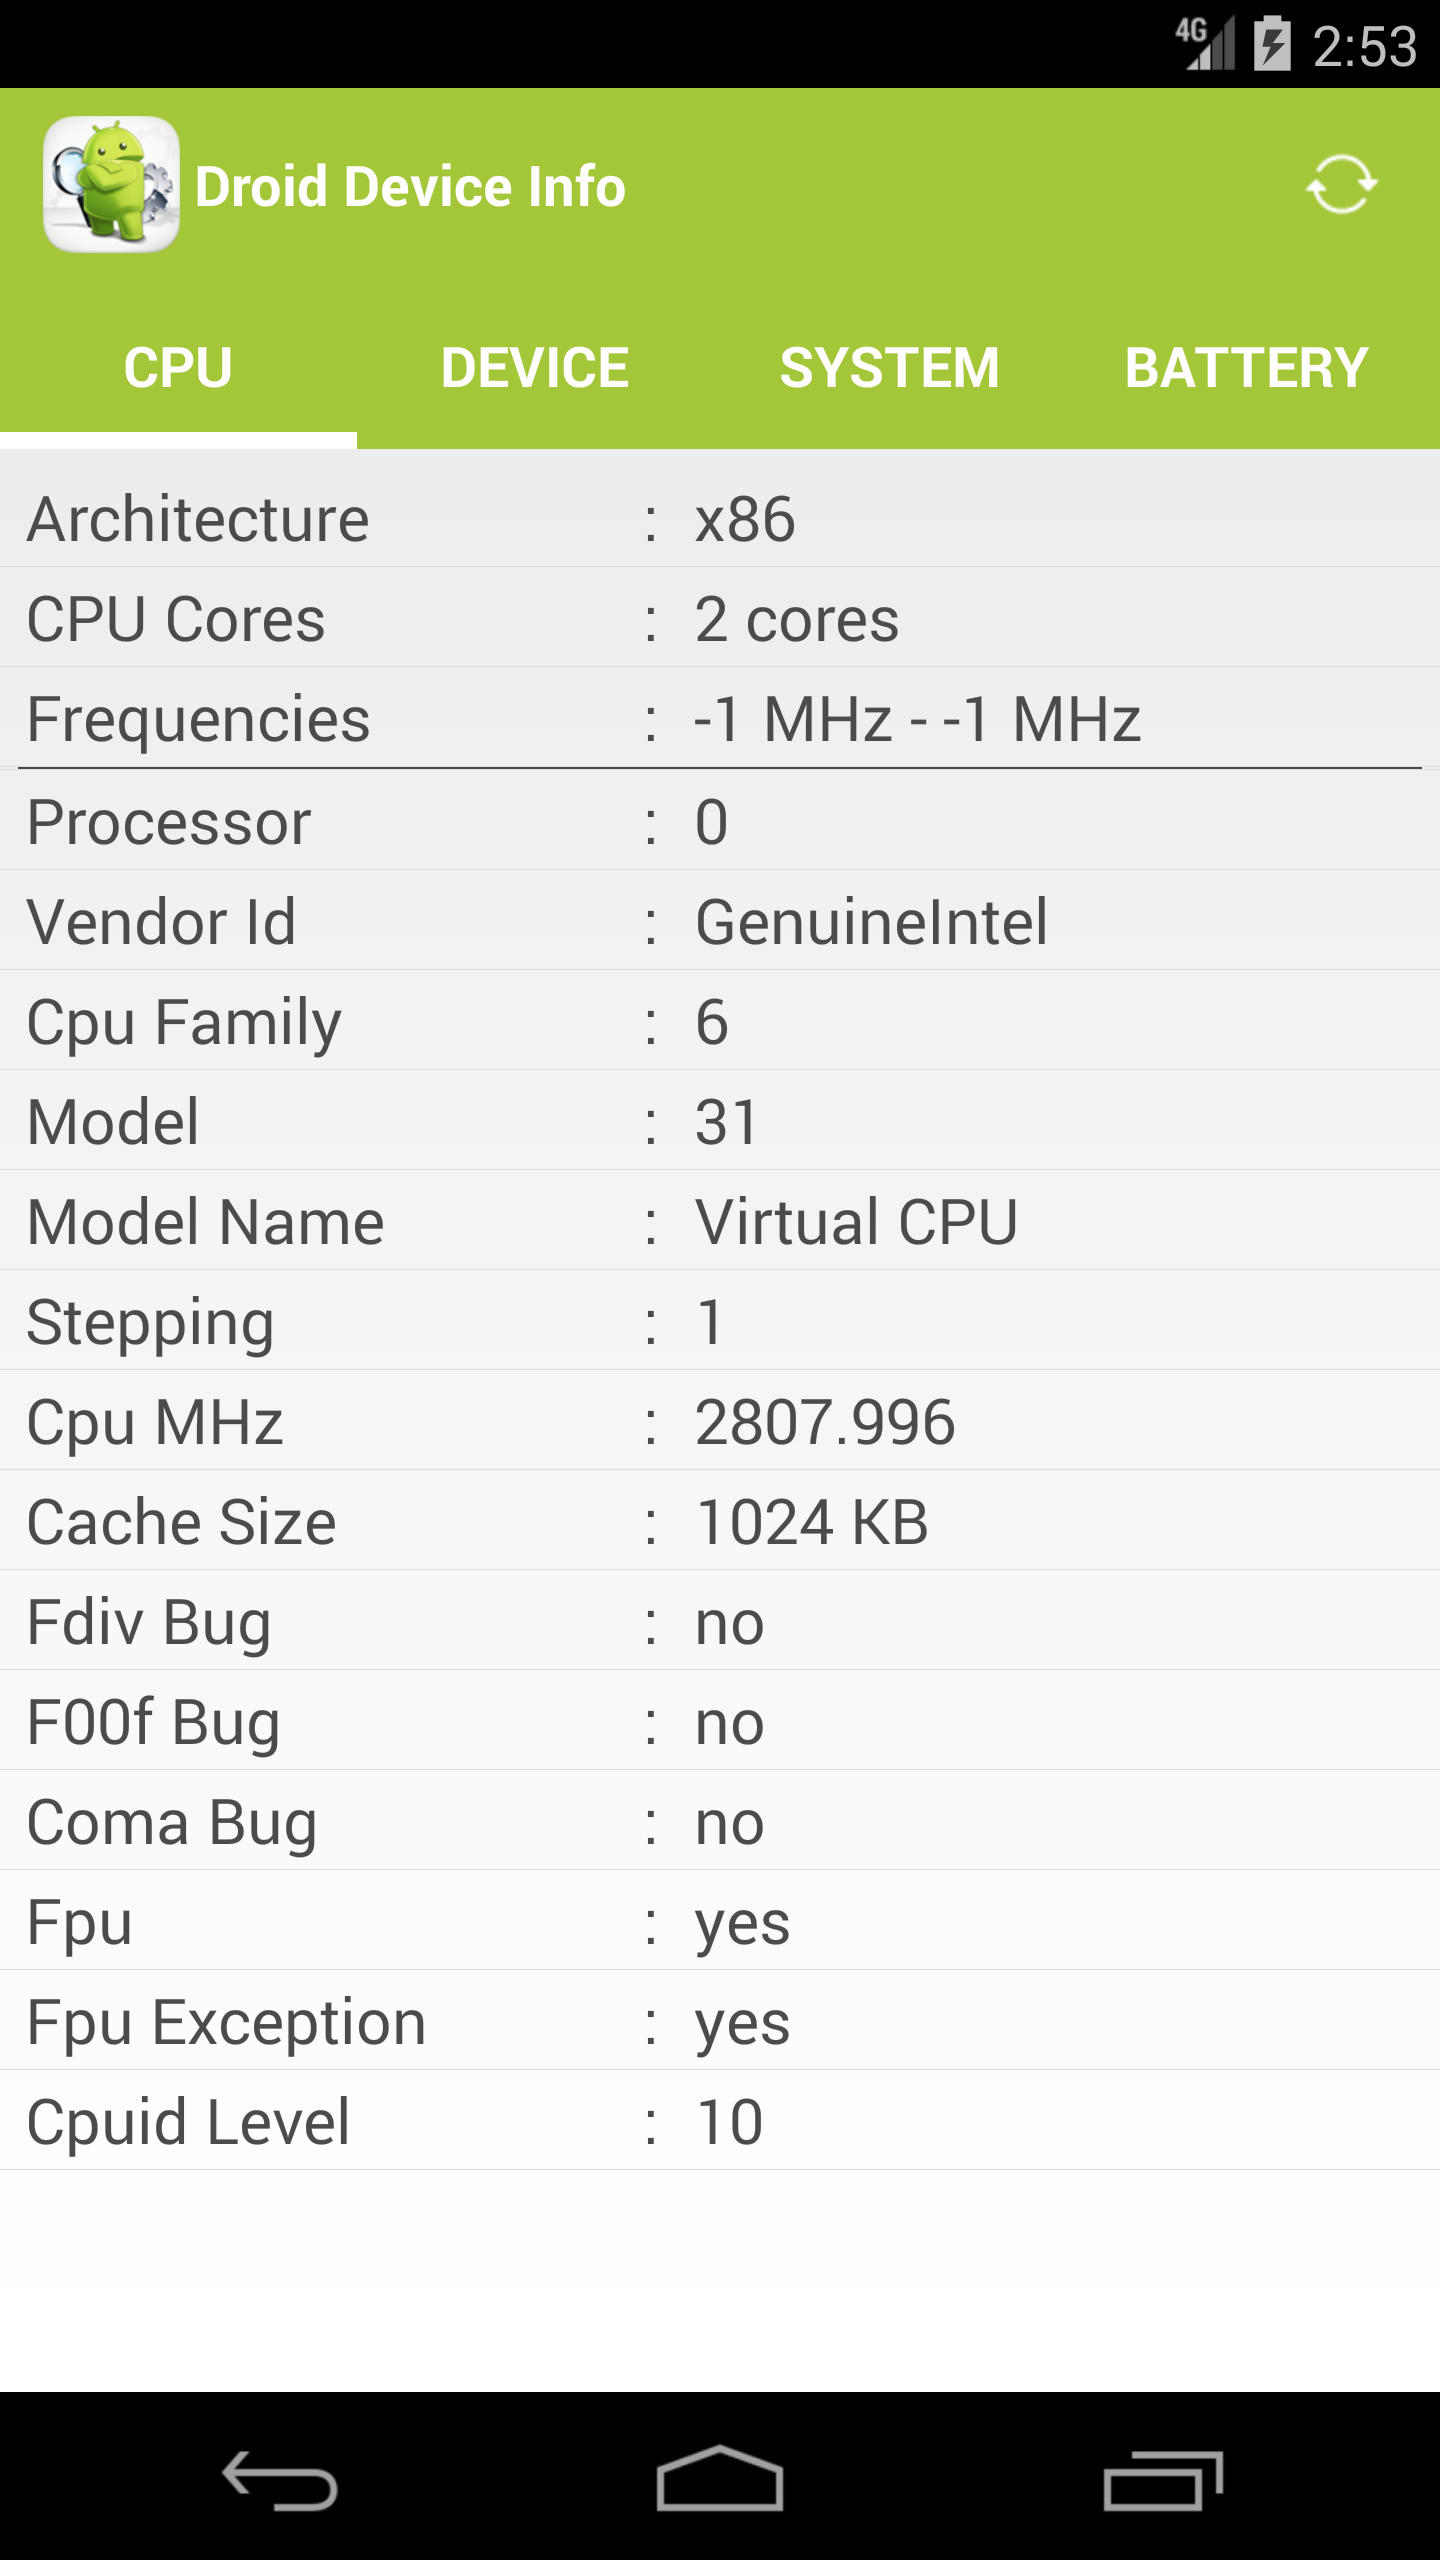 4G 2:53
Droid Device Info
CPU DEVICE SYSTEM BATTERY
Architecture : x86
CPU Cores : 2 cores
Frequencies : -1 MHz - -1 MHz
Processor : 0
Vendor Id : GenuineIntel
Cpu Family : 6
Model : 31
Model Name : Virtual CPU
Stepping : 1
Cpu MHz : 2807.996
Cache Size : 1024 KB
Fdiv Bug : no
F00f Bug : no
Coma Bug : no
Fpu : yes
Fpu Exception : yes
Cpuid Level : 10